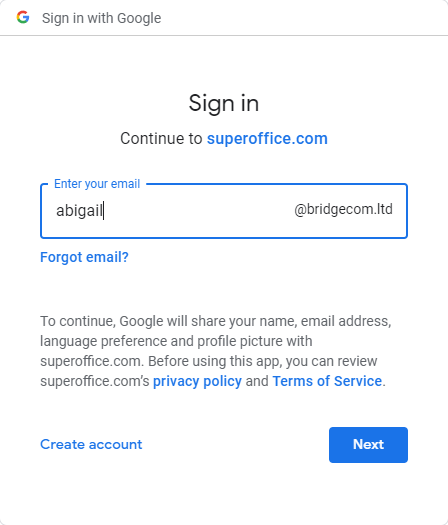 Sign in with Google
Sign in
Continue to superoffice.com
Enter your email
abigail @bridgecom.ltd
Forgot email?
To continue, Google will share your name, email address,
language preference and profile picture with
superoffice.com. Before using this app, you can review
superoffice.com's privacy policy and Terms of Service.
Create account Next